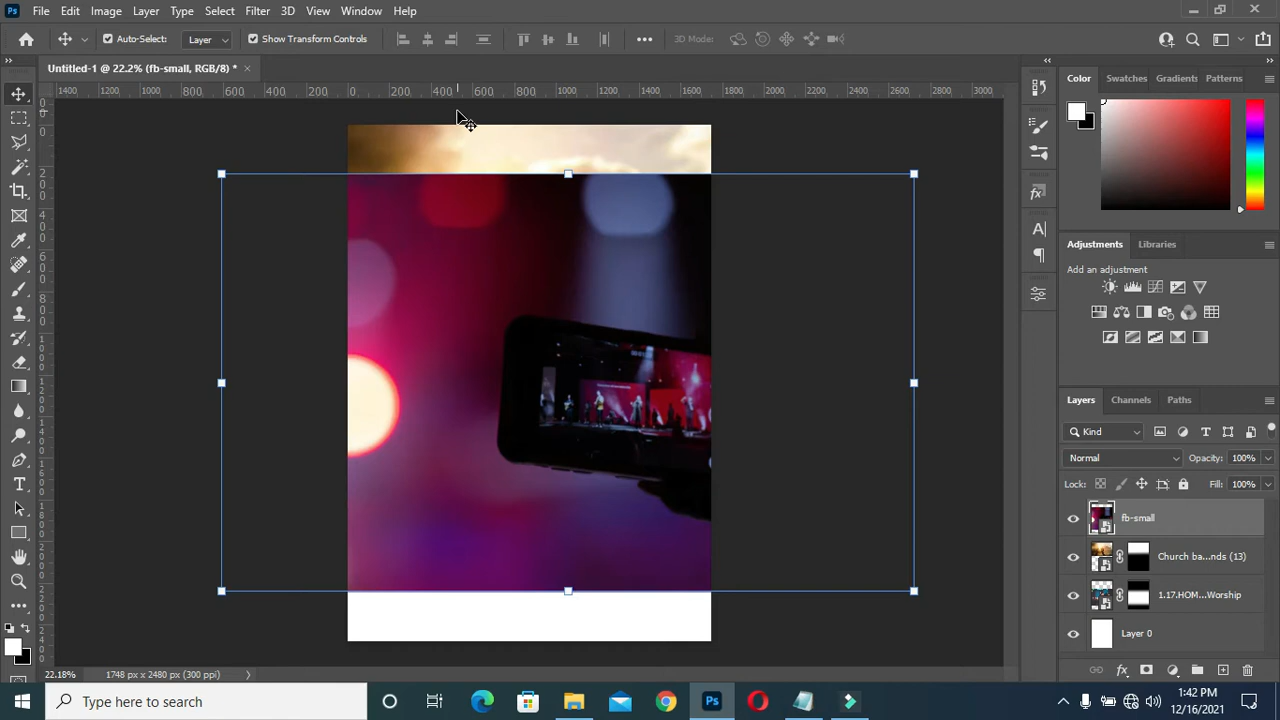 Ps File Edit Image Layer Type Select Filter 3D View Window Help
Auto-Select: Layer Show Transform Controls 3D Mode:
Untitled-1 @ 22.2% (fb-small, RGB/8) *
1400 1200 1000 800 600 400 200 0 200 400 600 800 1000 1200 1400 1600 1800 2000 2200 2400 2600 2800 3000
Color Swatches Gradients Patterns
Adjustments Libraries
Add an adjustment
Layers Channels Paths
Kind
Normal Opacity: 100%
Lock: Fill: 100%
fb-small
Church ba...nds (13)
1.17.HOM...Worship
Layer 0
22.18% 1748 px x 2480 px (300 ppi)
Type here to search
1:42 PM
12/16/2021